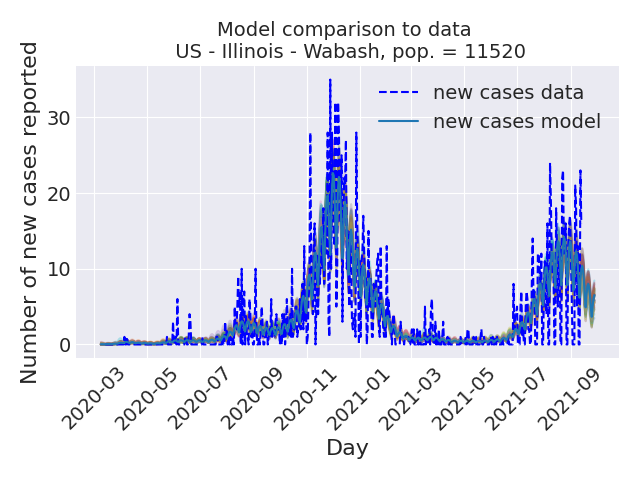 Model comparison to data
US - Illinois - Wabash, pop. = 11520
Number of new cases reported
30
20
10
0
new cases data
new cases model
2020-03
2020-05
2020-07
2020-09
2020-11
2021-01
2021-03
2021-05
2021-07
2021-09
Day